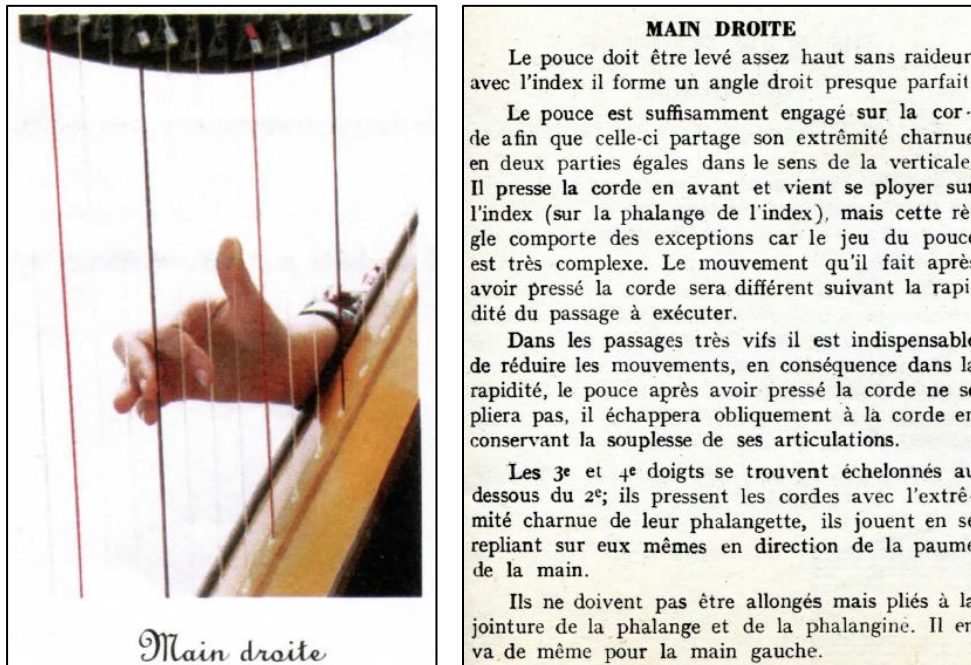 Main droite
MAIN DROITE
Le pouce doit être levé assez haut sans raideur
avec l'index il forme un angle droit presque parfait
Le pouce est suffisamment engagé sur la cor-
de afin que celle-ci partage son extrêmité charnue
en deux parties égales dans le sens de la verticale
Il presse la corde en avant et vient se ployer sur
l'index (sur la phalange de l'index), mais cette rè
gle comporte des exceptions car le jeu du pouce
est très complexe. Le mouvement qu'il fait après
avoir pressé la corde sera différent suivant la rapi
dité du passage à exécuter.
Dans les passages très vifs il est indispensable
de réduire les mouvements, en conséquence dans la
rapidité, le pouce après avoir pressé la corde ne se
pliera pas, il échappera obliquement à la corde en
conservant la souplesse de ses articulations.
Les 3e et 4e doigts se trouvent échelonnés au
dessous du 2e; ils pressent les cordes avec l'extrê-
mité charnue de leur phalangette, ils jouent en se
repliant sur eux mêmes en direction de la paume
de la main.
Ils ne doivent pas être allongés mais pliés à la
jointure de la phalange et de la phalangine. Il en
va de même pour la main gauche.